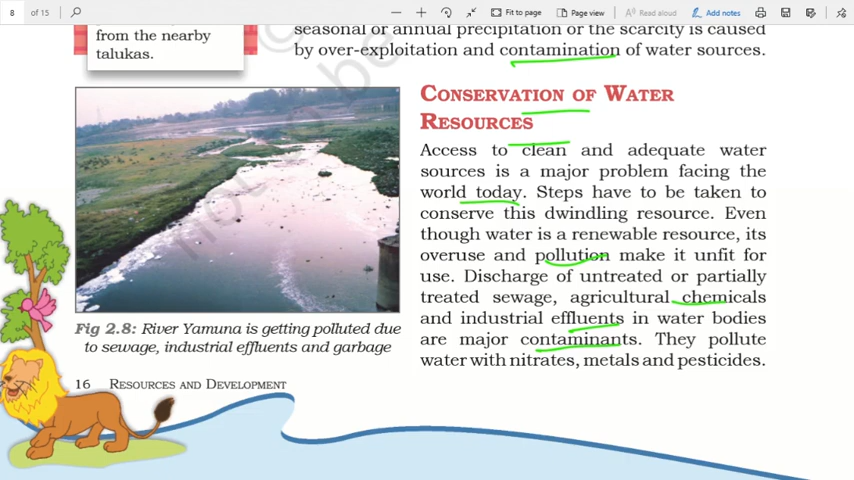 8 of 15 Fit to page Page view Read aloud Add notes
from the nearby
talukas.
seasonal or annual precipitation or the scarcity is caused
by over-exploitation and contamination of water sources.
CONSERVATION OF WATER
RESOURCES
Access to clean and adequate water
sources is a major problem facing the
world today. Steps have to be taken to
conserve this dwindling resource. Even
though water is a renewable resource, its
overuse and pollution make it unfit for
use. Discharge of untreated or partially
treated sewage, agricultural chemicals
and industrial effluents in water bodies
are major contaminants. They pollute
water with nitrates, metals and pesticides.
Fig 2.8: River Yamuna is getting polluted due
to sewage, industrial effluents and garbage
16 RESOURCES AND DEVELOPMENT